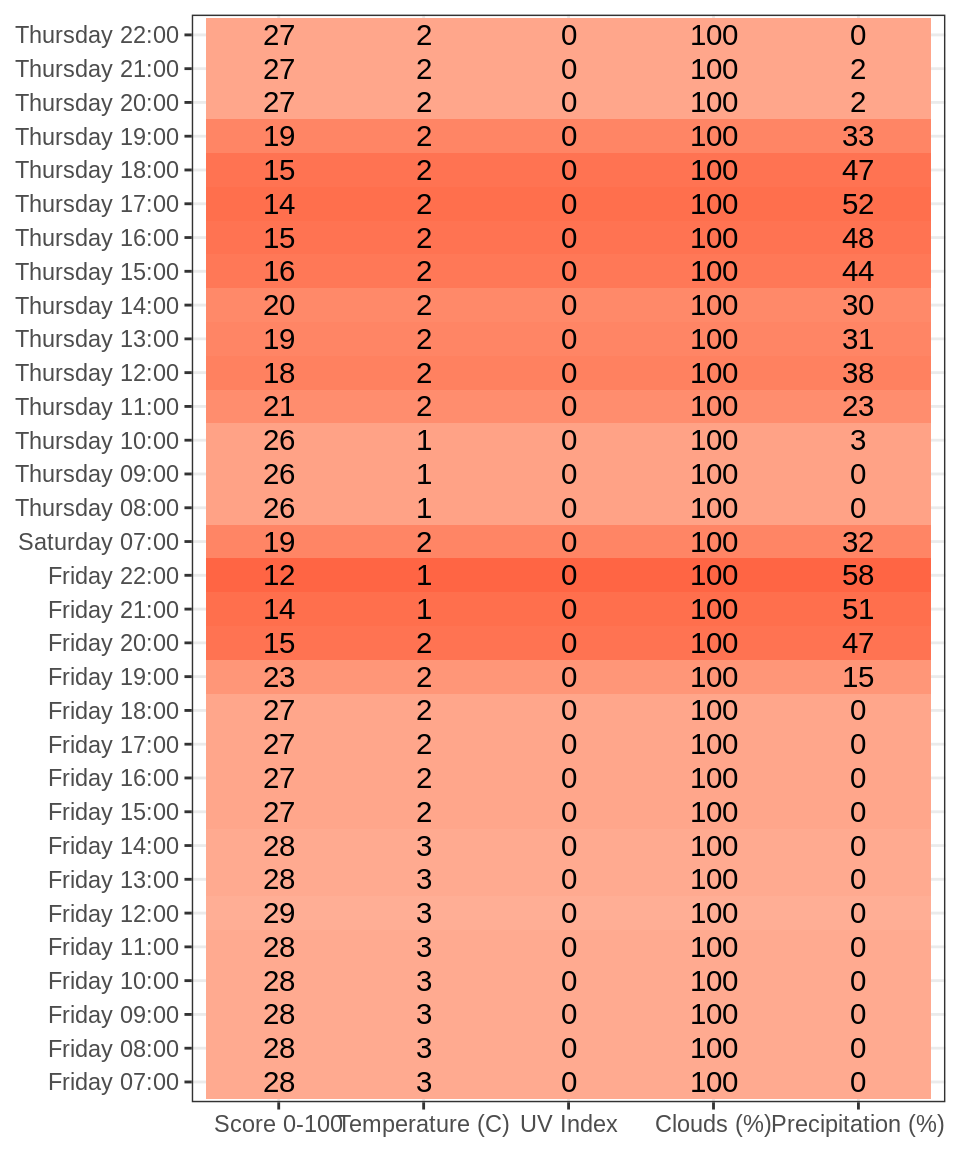 Thursday 22:00 27 2 0 100 0
Thursday 21:00 27 2 0 100 2
Thursday 20:00 27 2 0 100 2
Thursday 19:00 19 2 0 100 33
Thursday 18:00 15 2 0 100 47
Thursday 17:00 14 2 0 100 52
Thursday 16:00 15 2 0 100 48
Thursday 15:00 16 2 0 100 44
Thursday 14:00 20 2 0 100 30
Thursday 13:00 19 2 0 100 31
Thursday 12:00 18 2 0 100 38
Thursday 11:00 21 2 0 100 23
Thursday 10:00 26 1 0 100 3
Thursday 09:00 26 1 0 100 0
Thursday 08:00 26 1 0 100 0
Saturday 07:00 19 2 0 100 32
Friday 22:00 12 1 0 100 58
Friday 21:00 14 1 0 100 51
Friday 20:00 15 2 0 100 47
Friday 19:00 23 2 0 100 15
Friday 18:00 27 2 0 100 0
Friday 17:00 27 2 0 100 0
Friday 16:00 27 2 0 100 0
Friday 15:00 27 2 0 100 0
Friday 14:00 28 3 0 100 0
Friday 13:00 28 3 0 100 0
Friday 12:00 29 3 0 100 0
Friday 11:00 28 3 0 100 0
Friday 10:00 28 3 0 100 0
Friday 09:00 28 3 0 100 0
Friday 08:00 28 3 0 100 0
Friday 07:00 28 3 0 100 0
Score 0-100 Temperature (C) UV Index Clouds (%) Precipitation (%)